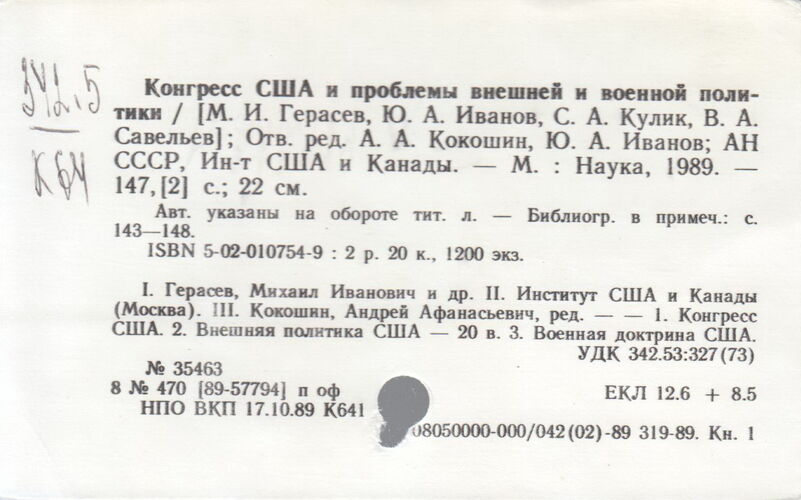 342.5
К64
Конгресс США и проблемы внешней и военной поли-
тики / [М. И. Герасев, Ю. А. Иванов, С. А. Кулик, В. А.
Савельев]; Отв. ред. А. А. Кокошин, Ю. А. Иванов; АН
СССР, Ин-т США и Канады. — М. : Наука, 1989. —
147, [2] с.; 22 см.
Авт. указаны на обороте тит. л. — Библиогр. в примеч.: с.
143—148.
ISBN 5-02-010754-9 : 2 р. 20 к., 1200 экз.
I. Герасев, Михаил Иванович и др. II. Институт США и Канады
(Москва). III. Кокошин, Андрей Афанасьевич, ред. — — 1. Конгресс
США. 2. Внешняя политика США — 20 в. 3. Военная доктрина США.
УДК 342.53:327(73)
№ 35463
8 № 470 [89-57794] п оф
ЕКЛ 12.6 + 8.5
НПО ВКП 17.10.89 К641
08050000-000/042(02)-89 319-89. Кн. 1